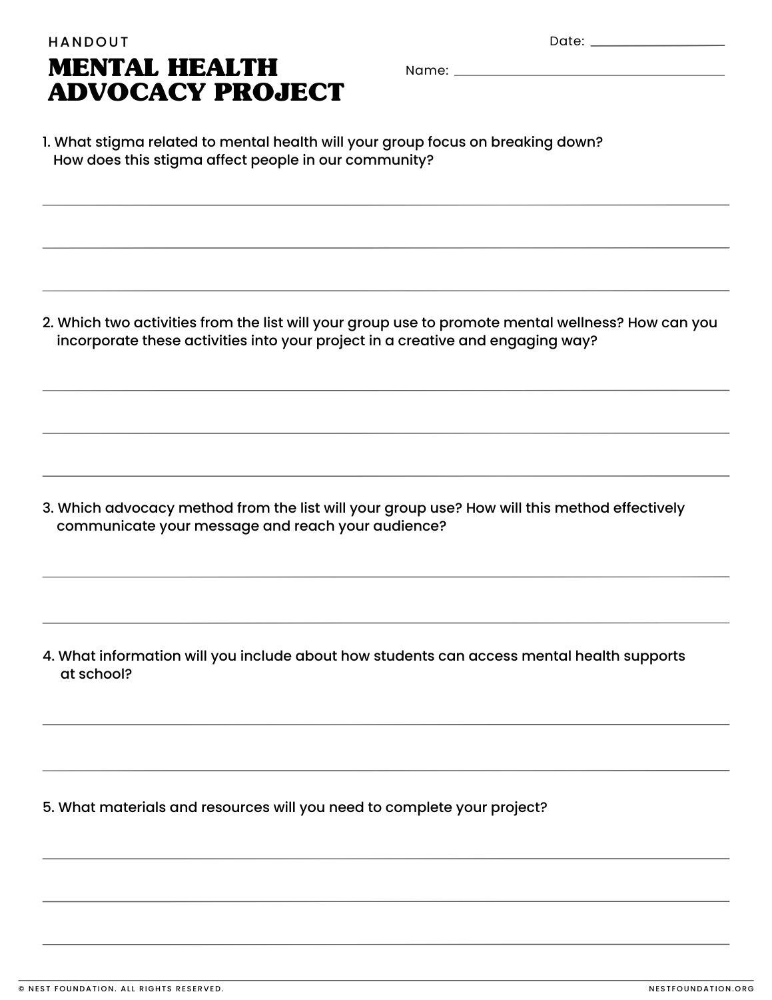 HANDOUT
MENTAL HEALTH
ADVOCACY PROJECT
Date:
Name:
1. What stigma related to mental health will your group focus on breaking down?
How does this stigma affect people in our community?
2. Which two activities from the list will your group use to promote mental wellness? How can you
incorporate these activities into your project in a creative and engaging way?
3. Which advocacy method from the list will your group use? How will this method effectively
communicate your message and reach your audience?
4. What information will you include about how students can access mental health supports
at school?
5. What materials and resources will you need to complete your project?
© NEST FOUNDATION. ALL RIGHTS RESERVED.
NESTFOUNDATION.ORG